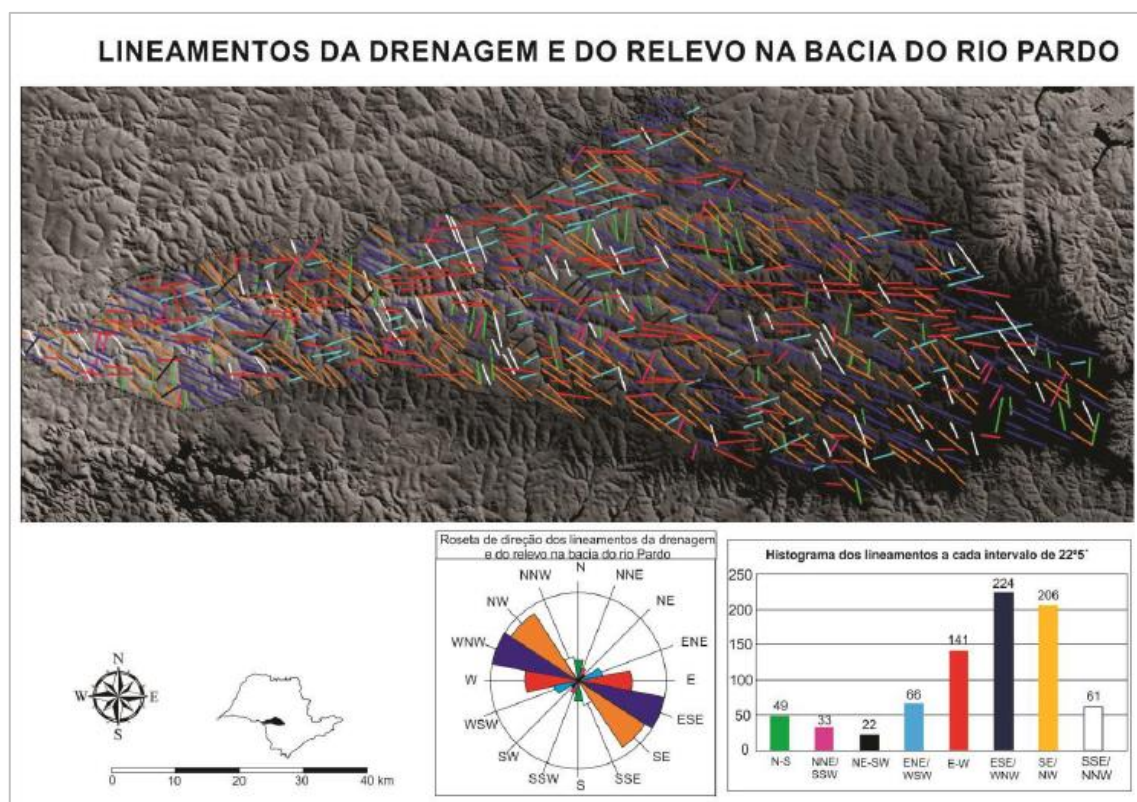 LINEAMENTOS DA DRENAGEM E DO RELEVO NA BACIA DO RIO PARDO
N
W E
S
0 10 20 30 40 km
Roseta de direção dos lineamentos da drenagem
e do relevo na bacia do rio Pardo
N
NNW NNE
NW NE
WNW ENE
W E
WSW ESE
SW SE
SSW SSE
S
Histograma dos lineamentos a cada intervalo de 22º5´
250
200
150
100
50
0
49 33 22 66 141 224 206 61
N-S NNE/ NE-SW ENE/ E-W ESE/ SE/ SSE/
SSW WSW WNW NW NNW